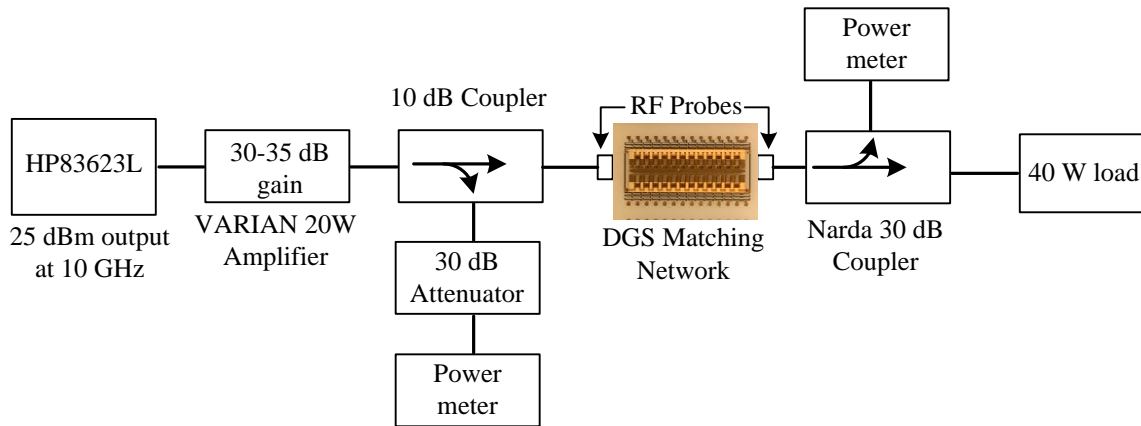 HP83623L
25 dBm output
at 10 GHz
30-35 dB
gain
VARIAN 20W
Amplifier
10 dB Coupler
30 dB
Attenuator
Power
meter
RF Probes
DGS Matching
Network
Power
meter
Narda 30 dB
Coupler
40 W load